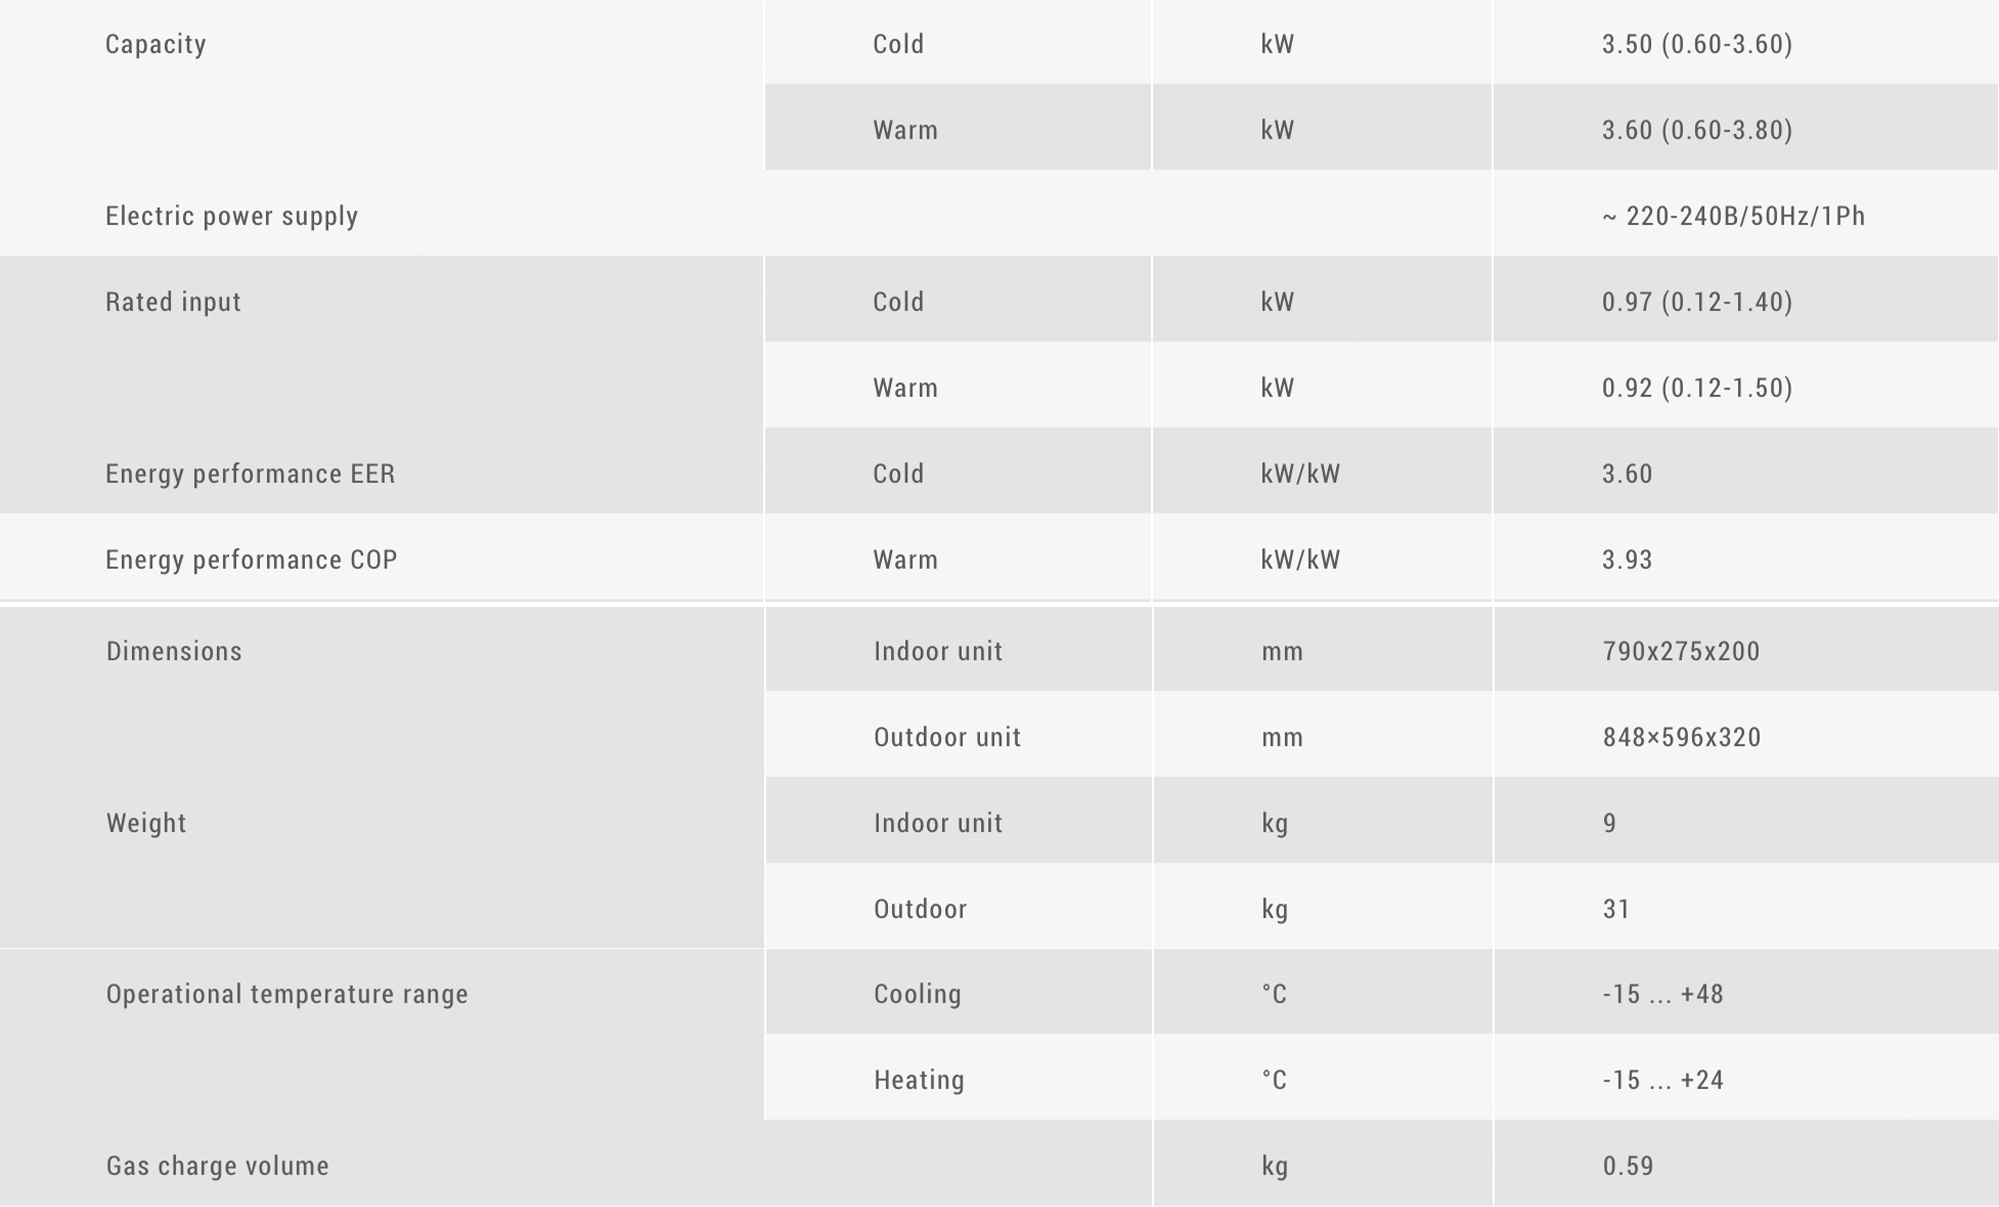 Capacity Cold kW 3.50 (0.60-3.60)
Warm kW 3.60 (0.60-3.80)
Electric power supply ~ 220-240B/50Hz/1Ph
Rated input Cold kW 0.97 (0.12-1.40)
Warm kW 0.92 (0.12-1.50)
Energy performance EER Cold kW/kW 3.60
Energy performance COP Warm kW/kW 3.93
Dimensions Indoor unit mm 790x275x200
Outdoor unit mm 848×596x320
Weight Indoor unit kg 9
Outdoor kg 31
Operational temperature range Cooling °C -15 ... +48
Heating °C -15 ... +24
Gas charge volume kg 0.59